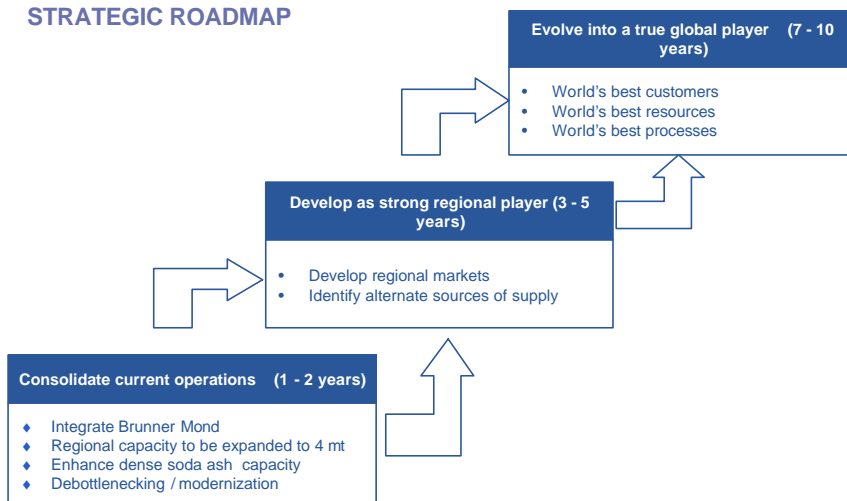 STRATEGIC ROADMAP
Evolve into a true global player (7 - 10
years)
• World's best customers
• World's best resources
• World's best processes
Develop as strong regional player (3 - 5
years)
• Develop regional markets
• Identify alternate sources of supply
Consolidate current operations (1 - 2 years)
♦ Integrate Brunner Mond
♦ Regional capacity to be expanded to 4 mt
♦ Enhance dense soda ash capacity
♦ Debottlenecking / modernization